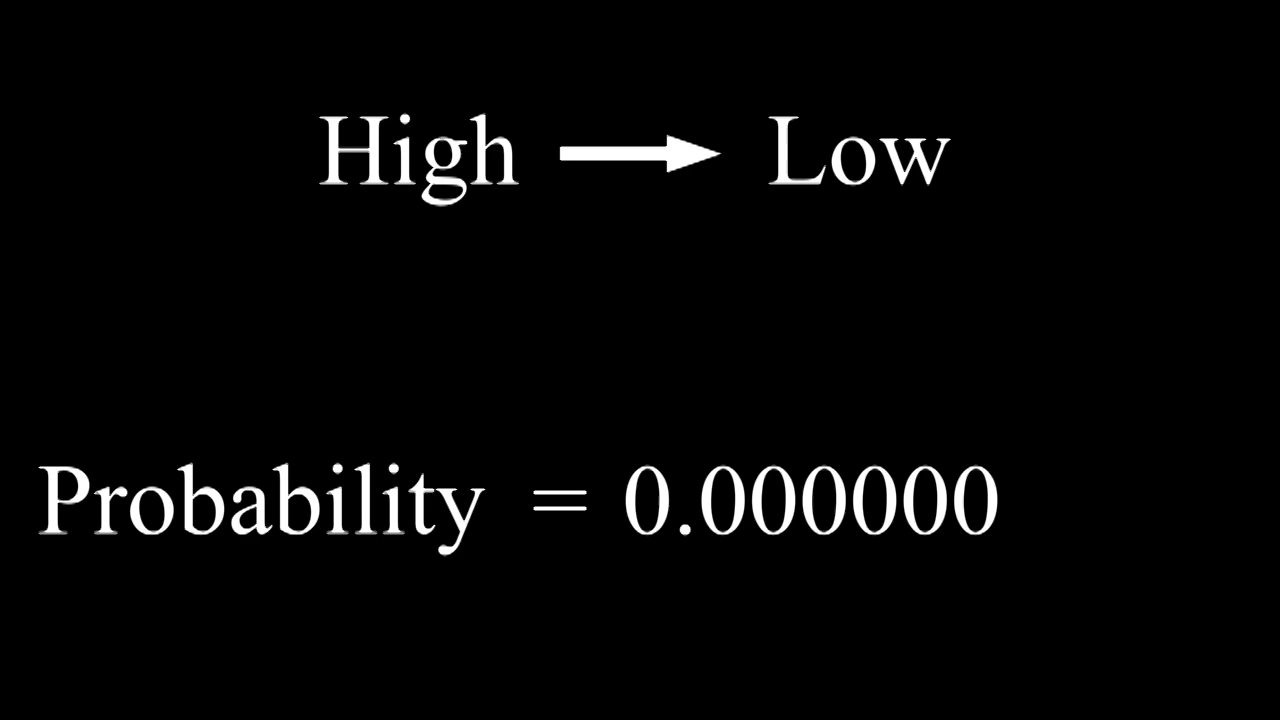 High → Low
Probability = 0.000000